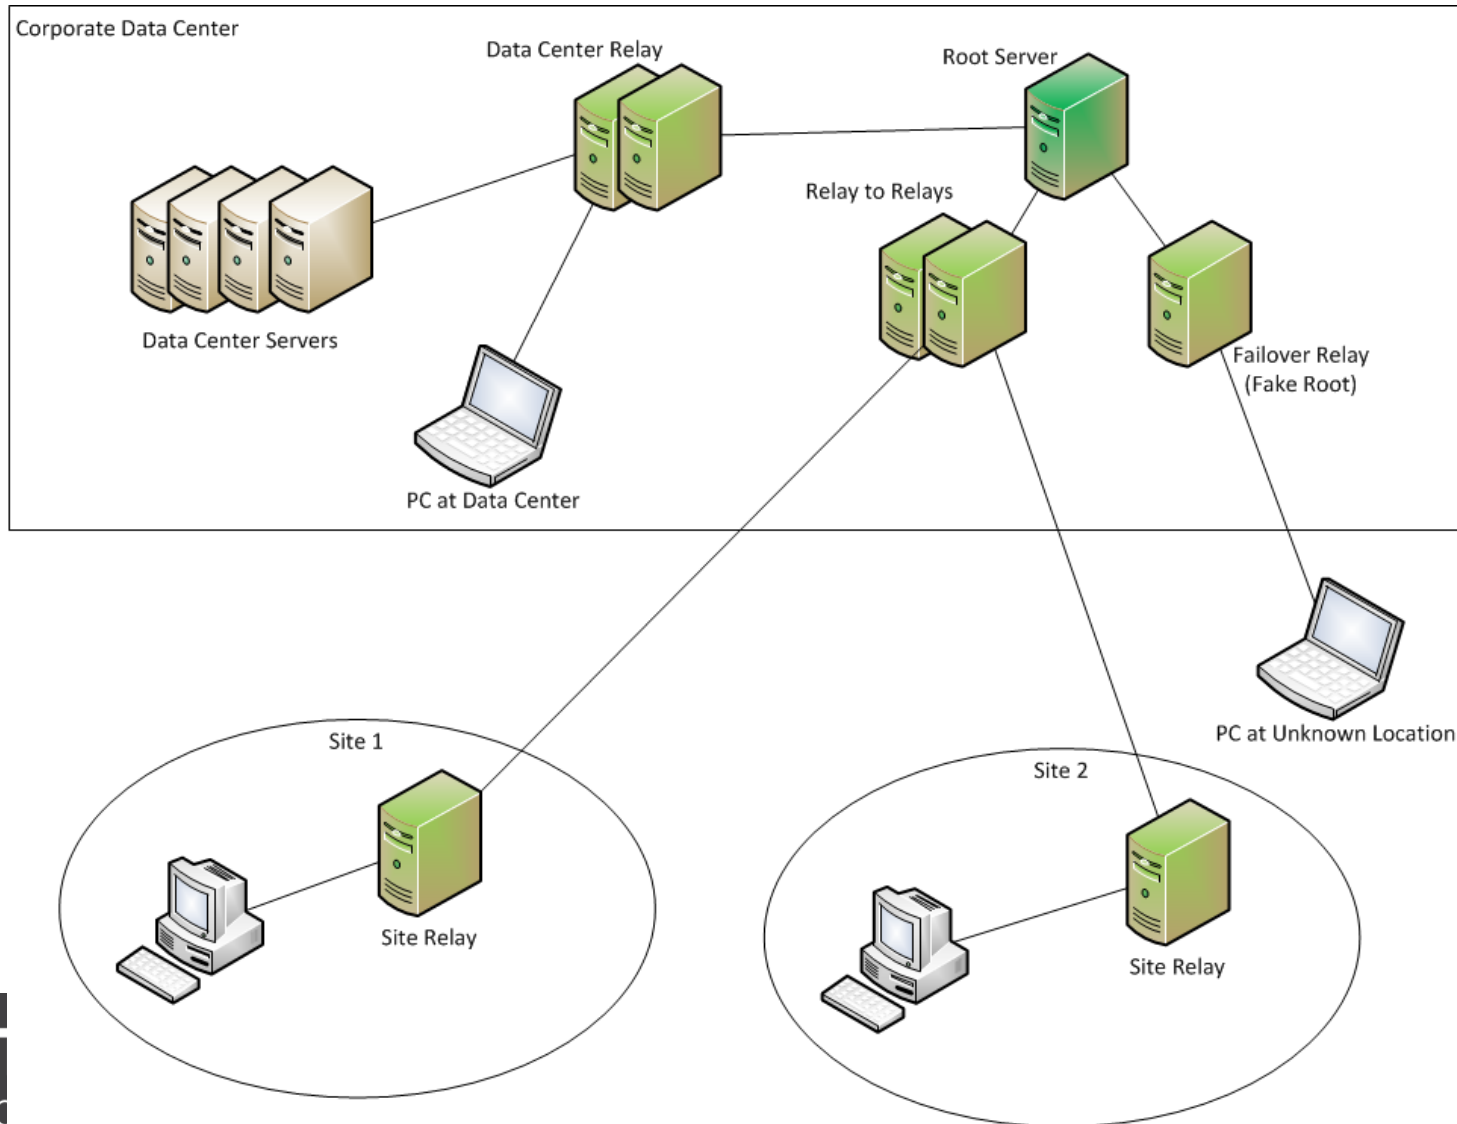 Corporate Data Center
Data Center Relay
Root Server
Relay to Relays
Data Center Servers
Failover Relay
(Fake Root)
PC at Data Center
PC at Unknown Location
Site 1
Site 2
Site Relay
Site Relay